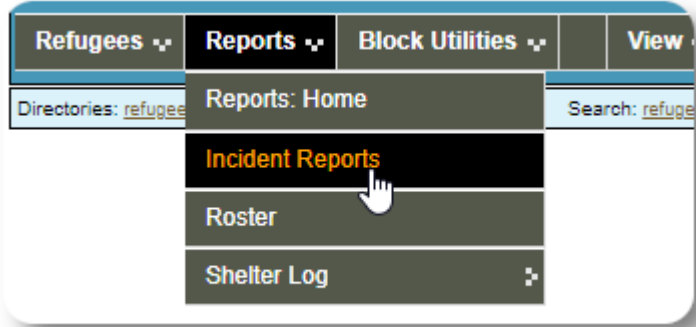 Refugees Reports Block Utilities View
Directories: refugee Search: refuge
Reports: Home
Incident Reports
Roster
Shelter Log